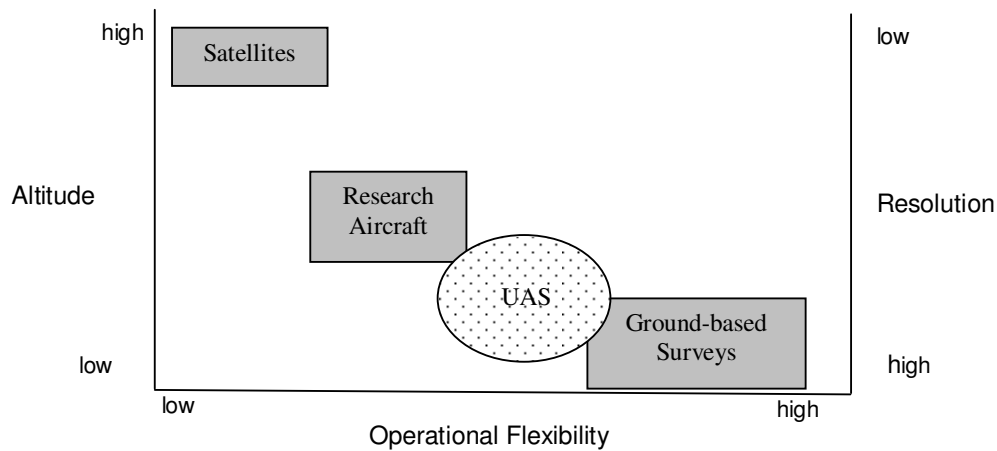 high
Satellites
low
Altitude
Research
Aircraft
Resolution
UAS
Ground-based
Surveys
low
high
low
high
Operational Flexibility